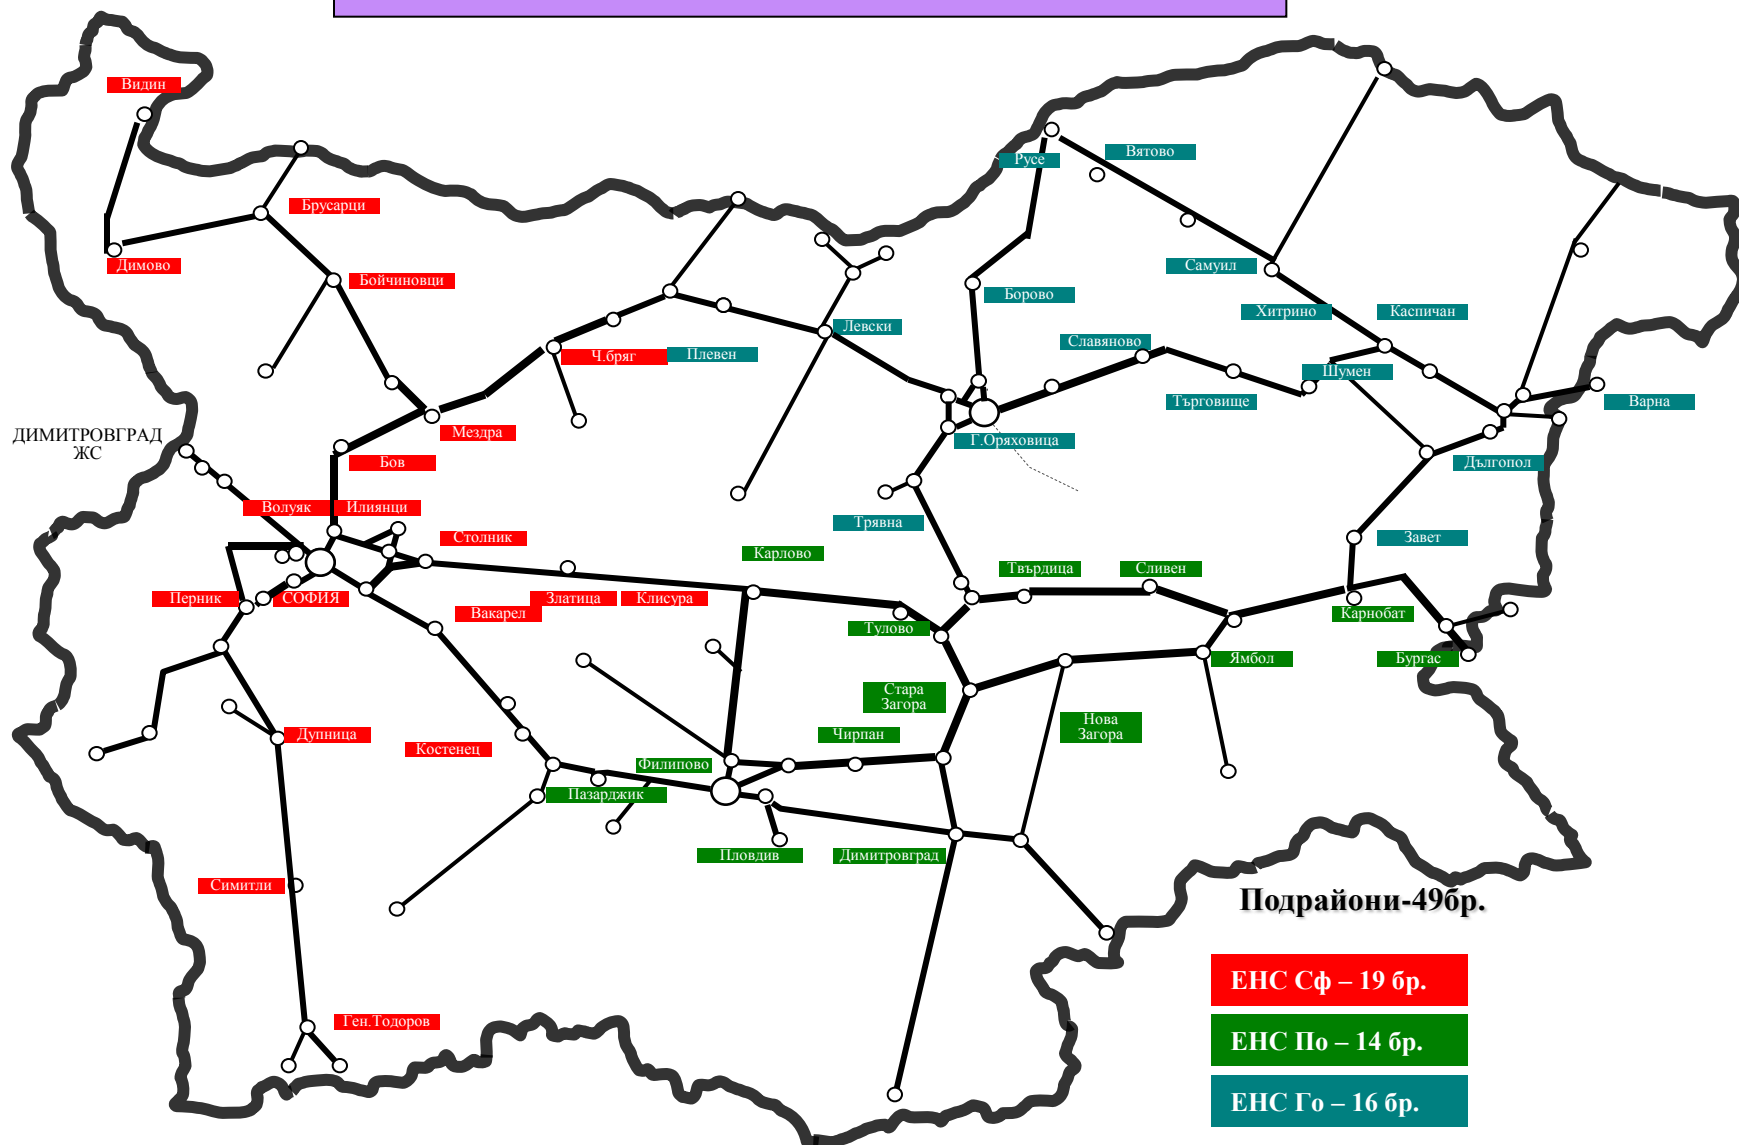 Видин
Вятово
Русе
Брусарци
Димово
Самуил
Бойчиновци
Борово
Хитрино
Каспичан
Левски
Славяново
Ч.бряг
Плевен
Шумен
Търговище
Варна
Мездра
ДИМИТРОВГРАД
ЖС
Г.Оряховица
Бов
Дългопол
Волуяк
Илиянци
Трявна
Столник
Завет
Карлово
Твърдица
Сливен
Перник
СОФИЯ
Вакарел
Златица
Клисура
Карнобат
Тулово
Ямбол
Бургас
Стара
Загора
Нова
Загора
Дупница
Чирпан
Костенец
Филипово
Пазарджик
Пловдив
Димитровград
Симитли
Подрайони-49бр.
ЕНС Сф – 19 бр.
Ген.Тодоров
ЕНС По – 14 бр.
ЕНС Го – 16 бр.